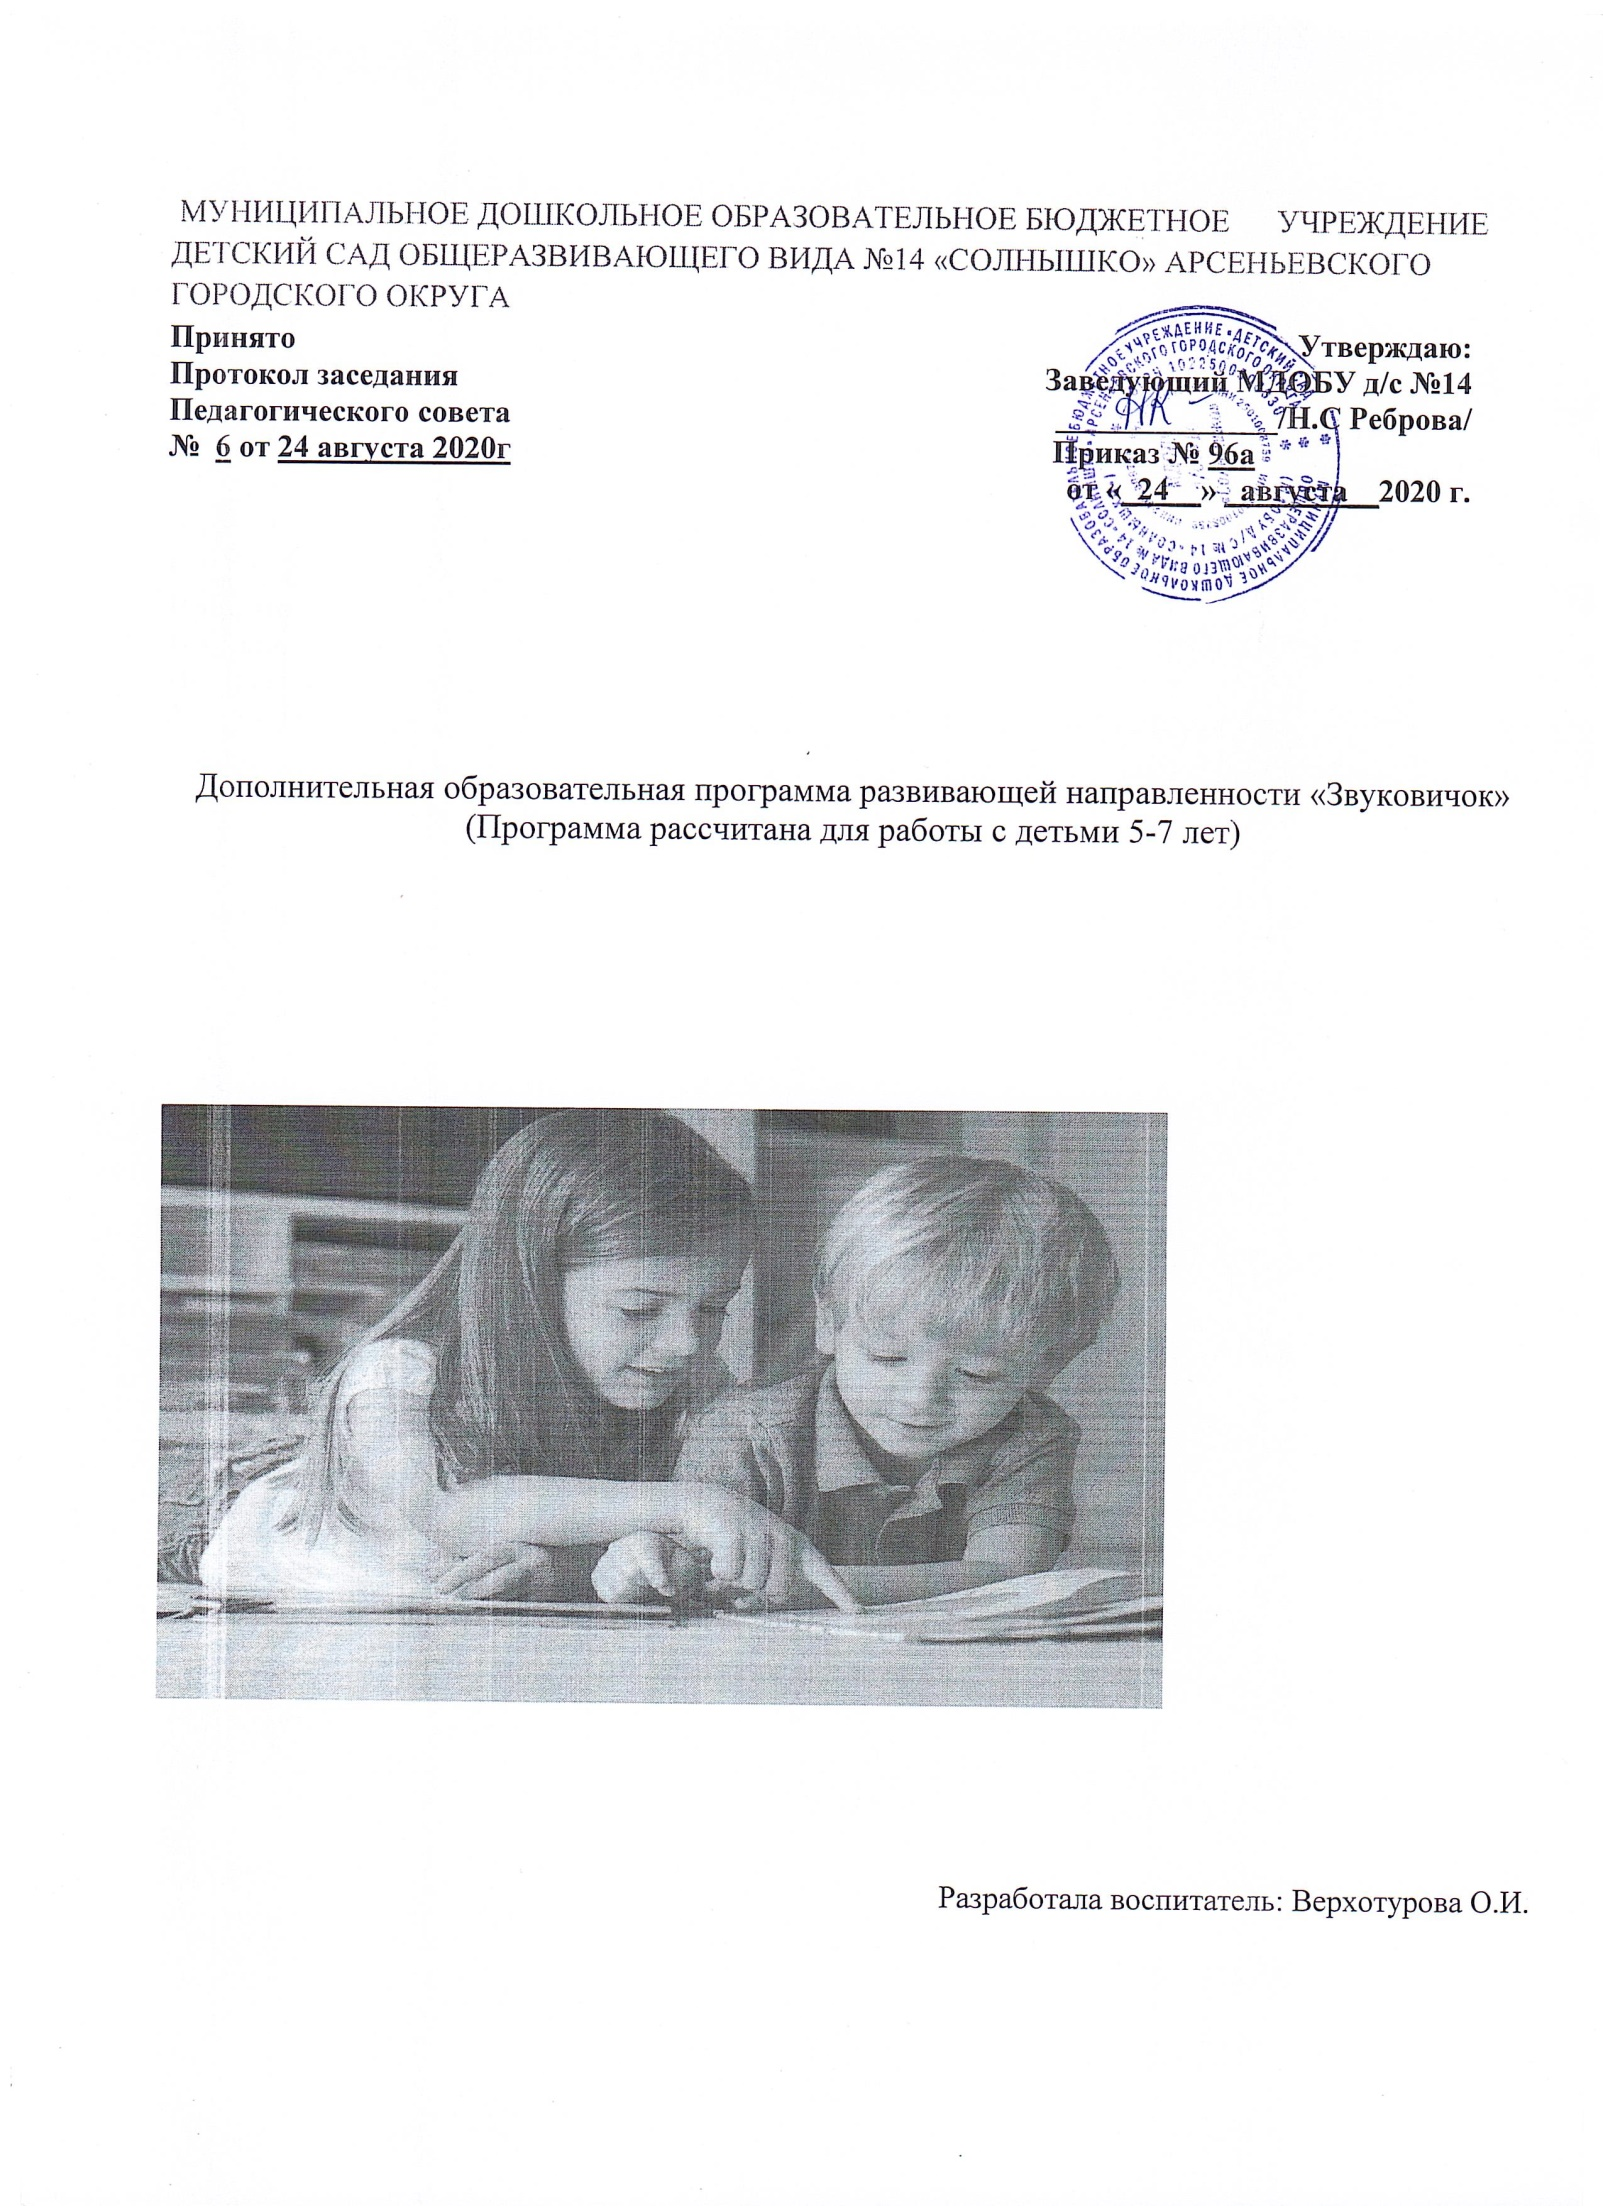 МУНИЦИПАЛЬНОЕ ДОШКОЛЬНОЕ ОБРАЗОВАТЕЛЬНОЕ БЮДЖЕТНОЕ УЧРЕЖДЕНИЕ
ДЕТСКИЙ САД ОБЩЕРАЗВИВАЮЩЕГО ВИДА №14 «СОЛНЫШКО» АРСЕНЬЕВСКОГО
ГОРОДСКОГО ОКРУГА
Принято
Протокол заседания
Педагогического совета
№ 6 от 24 августа 2020г
Утверждаю:
Заведующий МДОБУ д/с №14
/Н.С Реброва/
Приказ № 96а
от « 24 » августа 2020 г.
Дополнительная образовательная программа развивающей направленности «Звуковичок»
(Программа рассчитана для работы с детьми 5-7 лет)
Разработала воспитатель: Верхотурова О.И.